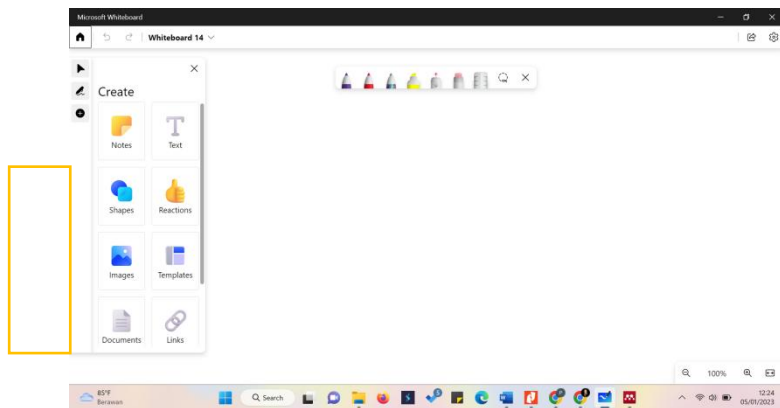 Microsoft Whiteboard
Whiteboard 14
Create
Notes Text
Shapes Reactions
Images Templates
Documents Links
100%
85°F
Berawan
Search
12:24
05/01/2023